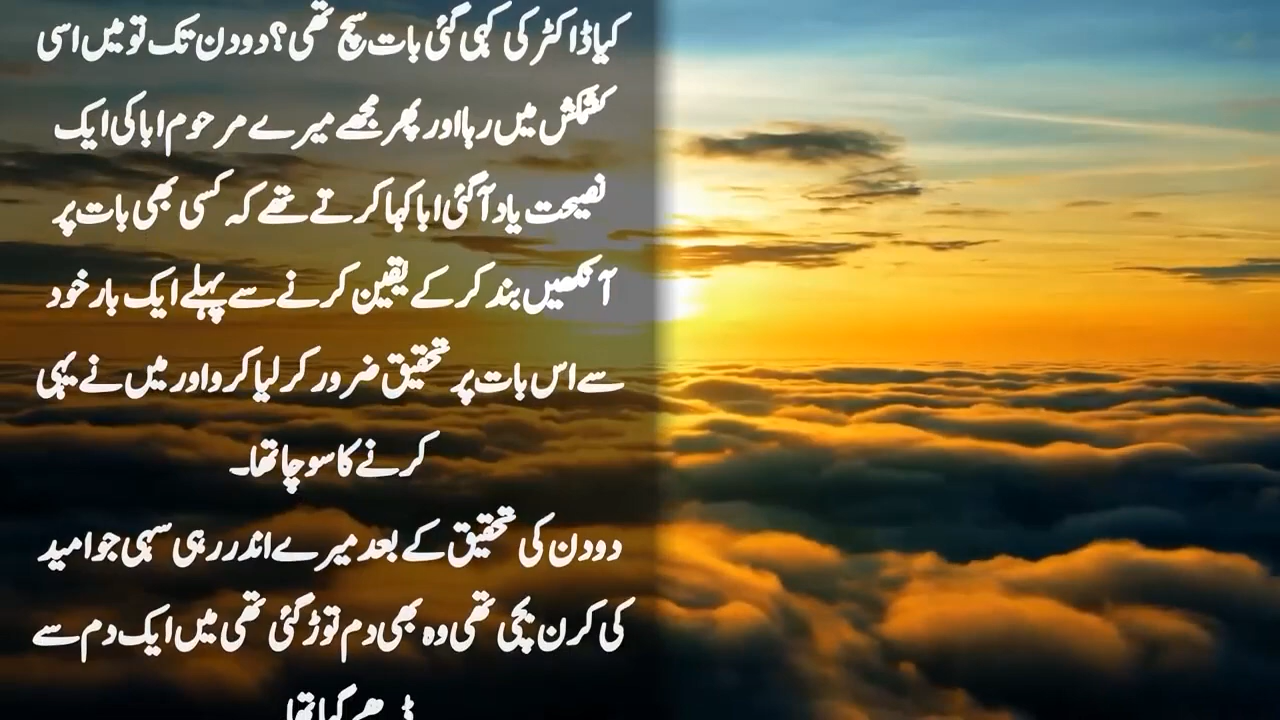 کیا ڈاکٹر کی کہی گئی بات سچ تھی؟ دو دن تک تو میں اسی
کشمکش میں رہا اور پھر مجھے میرے مرحوم ابا کی ایک
نصیحت یاد آگئی ابا کہا کرتے تھے کہ کسی بھی بات پر
آنکھیں بند کر کے یقین کرنے سے پہلے ایک بار خود
سے اس بات پر تحقیق ضرور کر لیا کرو اور میں نے یہی
کرنے کا سوچا تھا۔
دو دن کی تحقیق کے بعد میرے اندر رہی سہی جو امید
کی کرن بچی تھی وہ بھی دم توڑ گئی تھی میں ایک دم سے
ڈھے گیا تھا